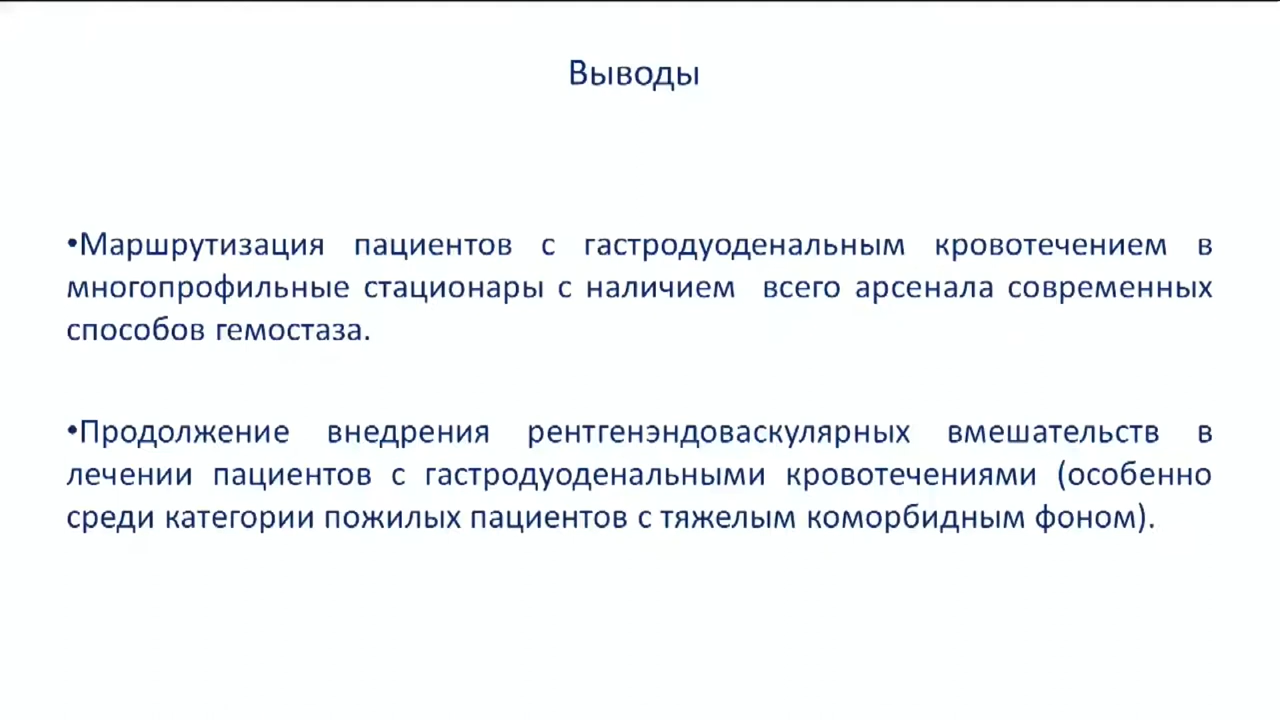 Выводы
•Маршрутизация пациентов с гастродуоденальным кровотечением в
многопрофильные стационары с наличием всего арсенала современных
способов гемостаза.
•Продолжение внедрения рентгенэндоваскулярных вмешательств в
лечении пациентов с гастродуоденальными кровотечениями (особенно
среди категории пожилых пациентов с тяжелым коморбидным фоном).